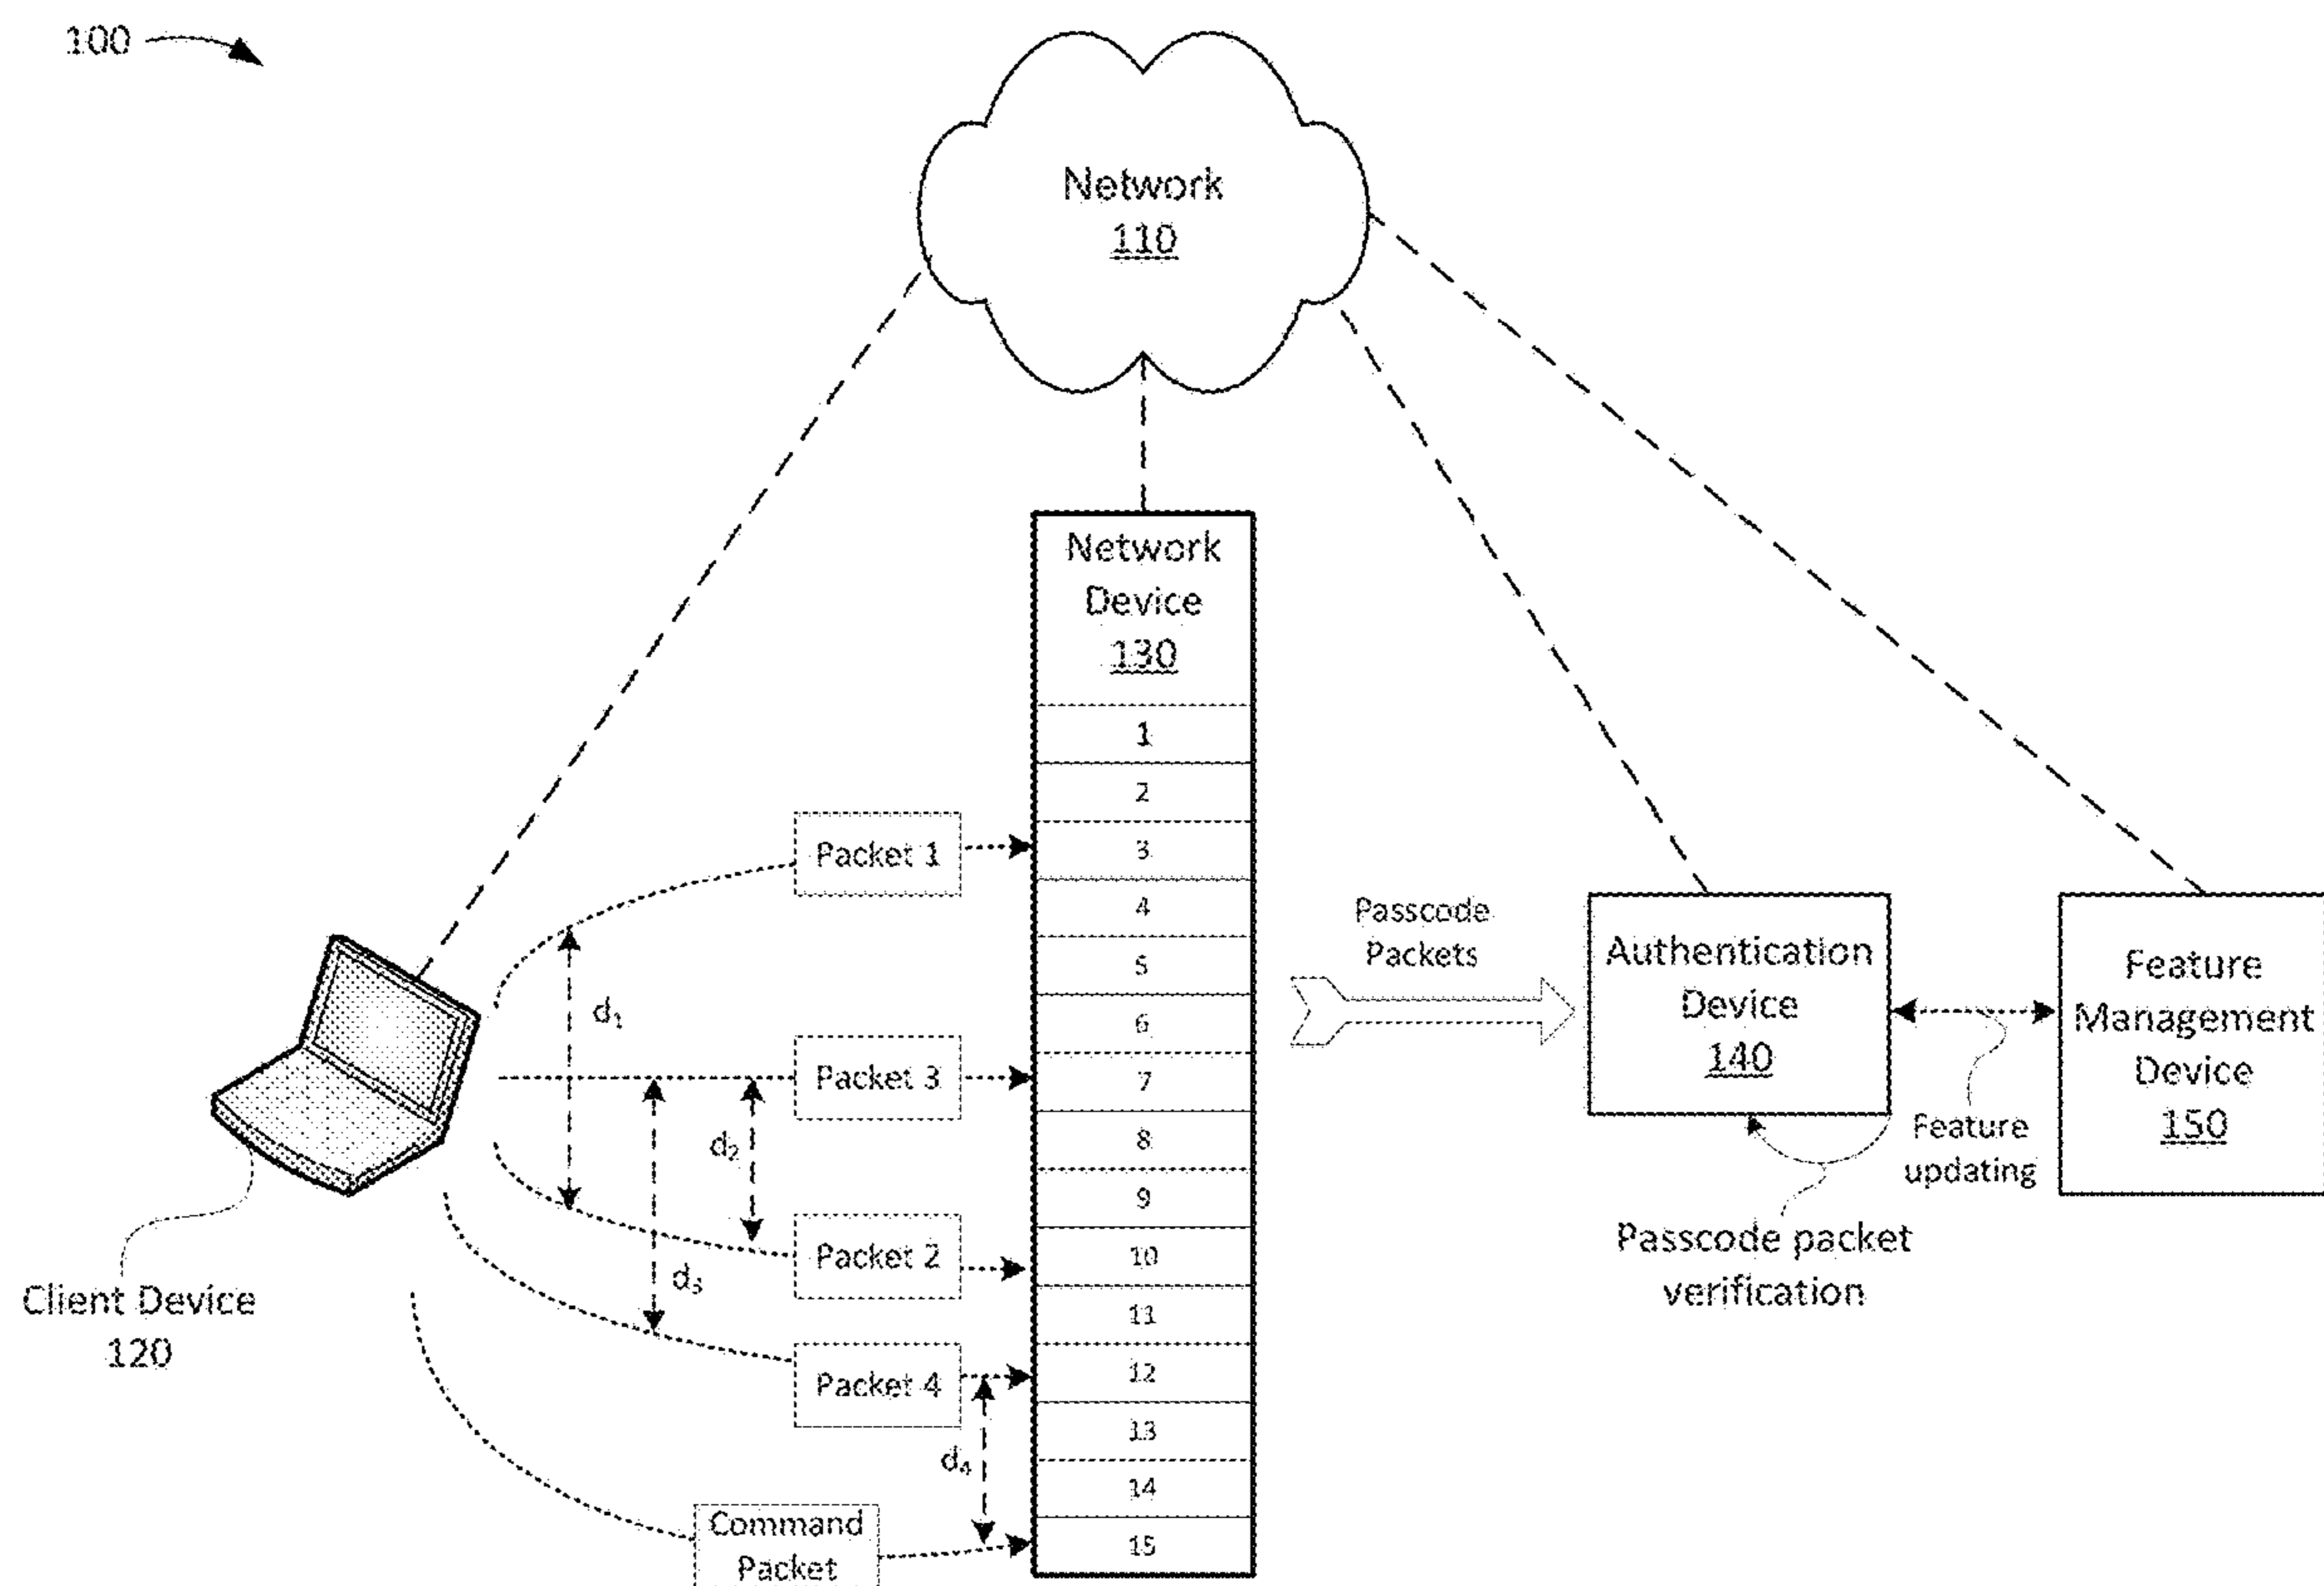 100
Network
110
Network
Device
130
1
2
3
4
5
6
7
8
9
10
11
12
13
14
15
Packet 1
Packet 3
Packet 2
Packet 4
Command
Packet
d₁
d₂
d₃
d₄
Client Device
120
Passcode
Packets
Authentication
Device
140
Feature
updating
Passcode packet
verification
Feature
Management
Device
150